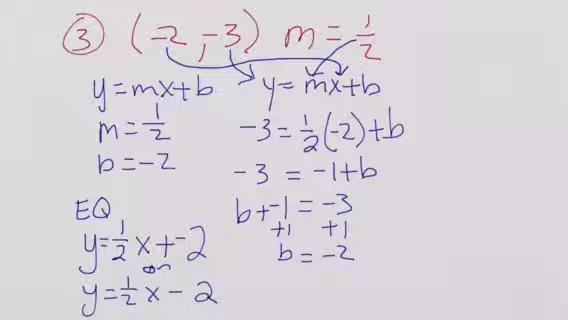 ③ (-2, -3) m = 1/2
y = mx + b
m = 1/2
b = -2
EQ
y = 1/2 x + -2
or
y = 1/2 x - 2
y = mx + b
-3 = 1/2 (-2) + b
-3 = -1 + b
b + -1 = -3
+1 +1
b = -2